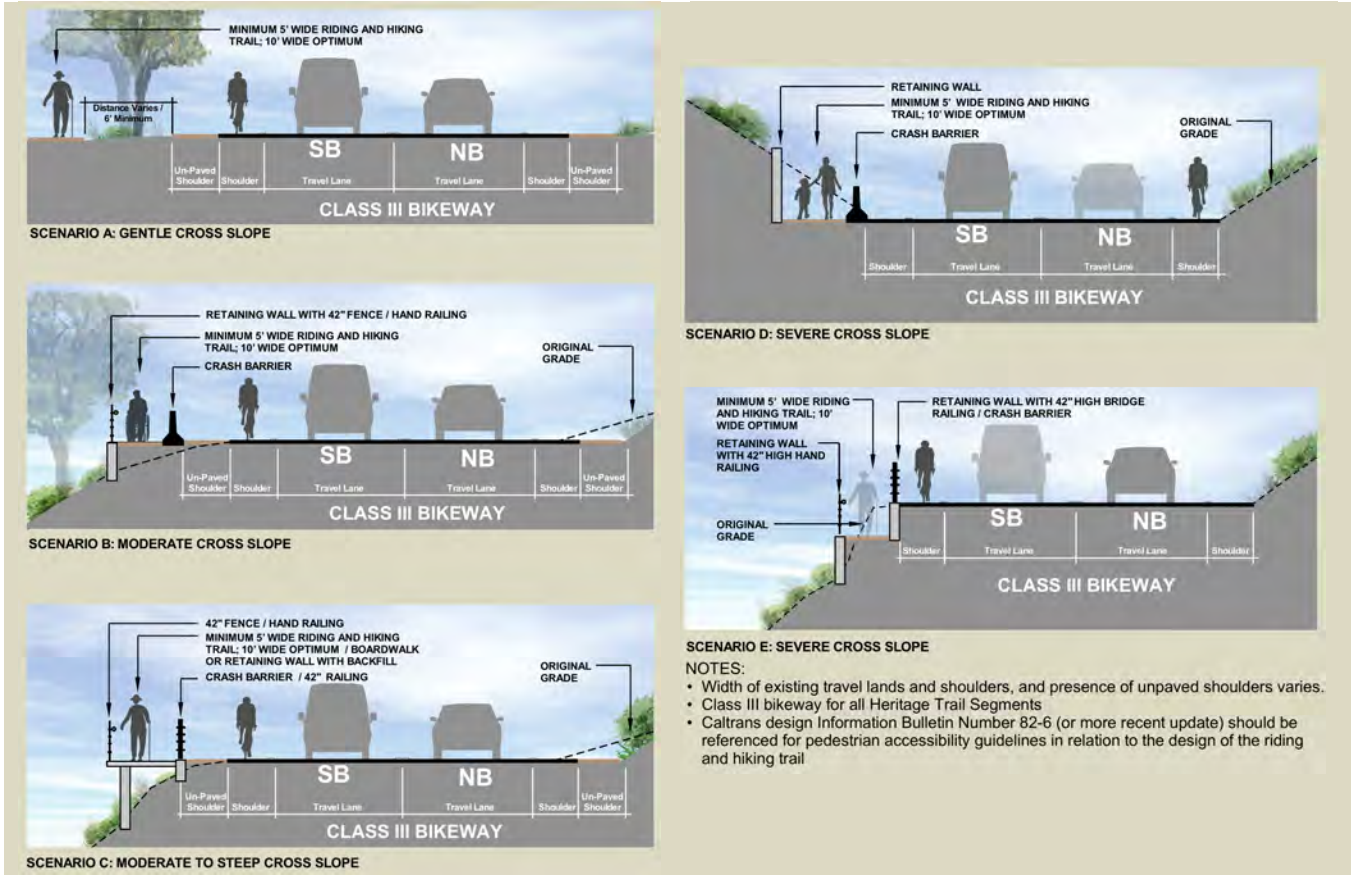 MINIMUM 5' WIDE RIDING AND HIKING
TRAIL; 10' WIDE OPTIMUM
Distance Varies /
6' Minimum
SB
NB
Un-Paved
Shoulder
Shoulder
Travel Lane
Travel Lane
Shoulder
Un-Paved
Shoulder
CLASS III BIKEWAY
SCENARIO A: GENTLE CROSS SLOPE
RETAINING WALL WITH 42" FENCE / HAND RAILING
MINIMUM 5' WIDE RIDING AND HIKING
TRAIL; 10' WIDE OPTIMUM
CRASH BARRIER
ORIGINAL
GRADE
SB
NB
Un-Paved
Shoulder
Shoulder
Travel Lane
Travel Lane
Shoulder
Un-Paved
Shoulder
CLASS III BIKEWAY
SCENARIO B: MODERATE CROSS SLOPE
42" FENCE / HAND RAILING
MINIMUM 5' WIDE RIDING AND HIKING
TRAIL; 10' WIDE OPTIMUM / BOARDWALK
OR RETAINING WALL WITH BACKFILL
CRASH BARRIER / 42" RAILING
ORIGINAL
GRADE
SB
NB
Un-Paved
Shoulder
Shoulder
Travel Lane
Travel Lane
Shoulder
Un-Paved
Shoulder
CLASS III BIKEWAY
SCENARIO C: MODERATE TO STEEP CROSS SLOPE
RETAINING WALL
MINIMUM 5' WIDE RIDING AND HIKING
TRAIL; 10' WIDE OPTIMUM
CRASH BARRIER
ORIGINAL
GRADE
SB
NB
Shoulder
Travel Lane
Travel Lane
Shoulder
CLASS III BIKEWAY
SCENARIO D: SEVERE CROSS SLOPE
MINIMUM 5' WIDE RIDING
AND HIKING TRAIL; 10'
WIDE OPTIMUM
RETAINING WALL
WITH 42" HIGH HAND
RAILING
RETAINING WALL WITH 42" HIGH BRIDGE
RAILING / CRASH BARRIER
ORIGINAL
GRADE
SB
NB
Shoulder
Travel Lane
Travel Lane
Shoulder
CLASS III BIKEWAY
SCENARIO E: SEVERE CROSS SLOPE
NOTES:
• Width of existing travel lands and shoulders, and presence of unpaved shoulders varies.
• Class III bikeway for all Heritage Trail Segments
• Caltrans design Information Bulletin Number 82-6 (or more recent update) should be
referenced for pedestrian accessibility guidelines in relation to the design of the riding
and hiking trail